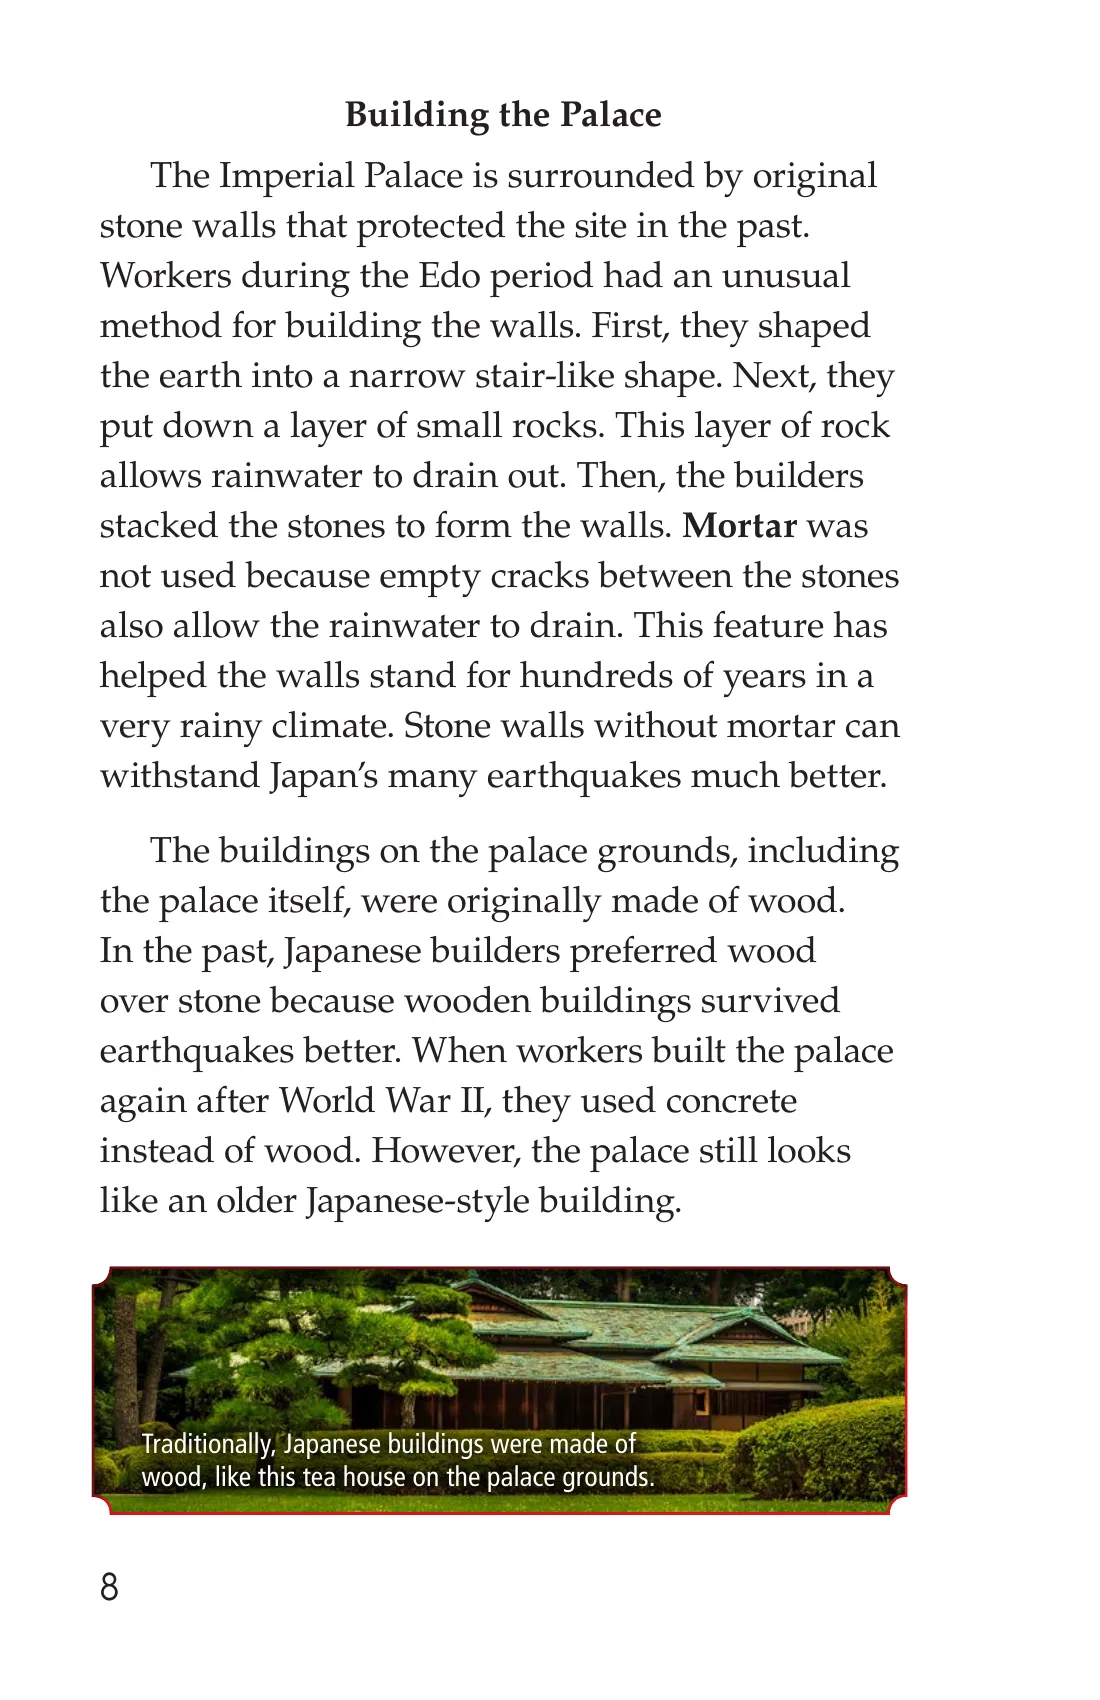 Building the Palace
The Imperial Palace is surrounded by original
stone walls that protected the site in the past.
Workers during the Edo period had an unusual
method for building the walls. First, they shaped
the earth into a narrow stair-like shape. Next, they
put down a layer of small rocks. This layer of rock
allows rainwater to drain out. Then, the builders
stacked the stones to form the walls. Mortar was
not used because empty cracks between the stones
also allow the rainwater to drain. This feature has
helped the walls stand for hundreds of years in a
very rainy climate. Stone walls without mortar can
withstand Japan’s many earthquakes much better.
The buildings on the palace grounds, including
the palace itself, were originally made of wood.
In the past, Japanese builders preferred wood
over stone because wooden buildings survived
earthquakes better. When workers built the palace
again after World War II, they used concrete
instead of wood. However, the palace still looks
like an older Japanese-style building.
Traditionally, Japanese buildings were made of
wood, like this tea house on the palace grounds.
8